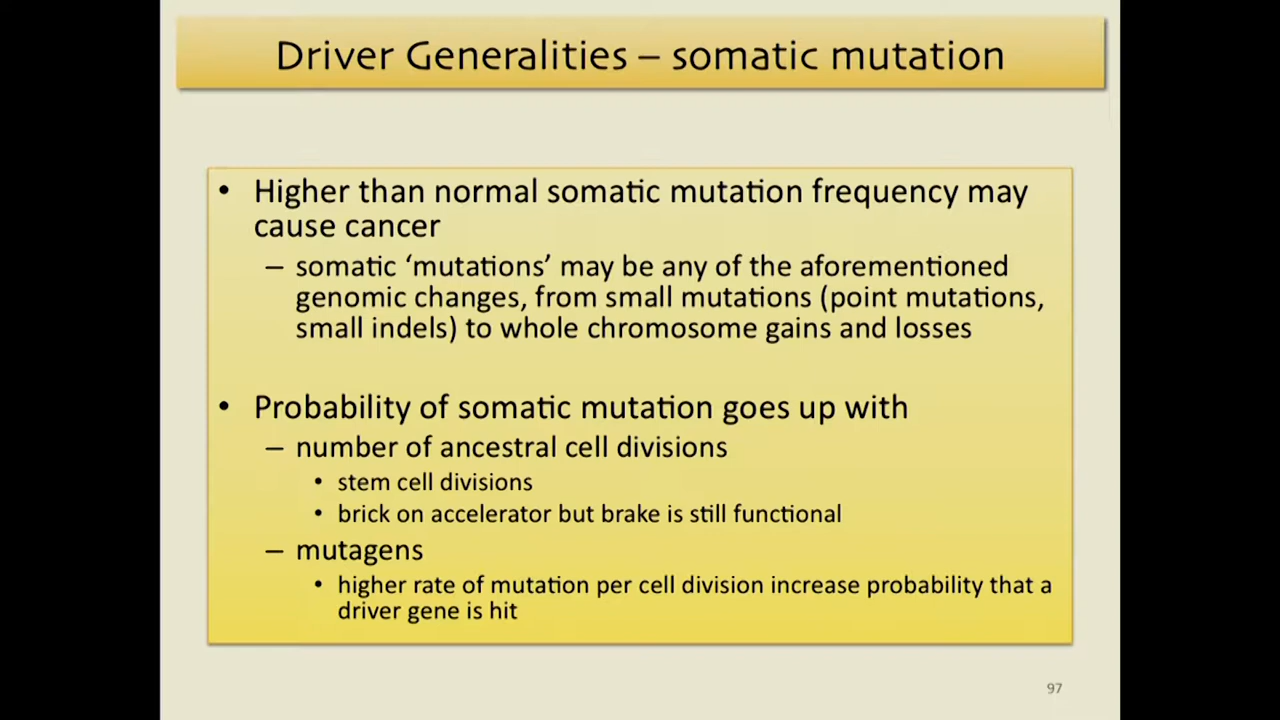 Driver Generalities – somatic mutation
• Higher than normal somatic mutation frequency may
cause cancer
– somatic ‘mutations’ may be any of the aforementioned
genomic changes, from small mutations (point mutations,
small indels) to whole chromosome gains and losses
• Probability of somatic mutation goes up with
– number of ancestral cell divisions
• stem cell divisions
• brick on accelerator but brake is still functional
– mutagens
• higher rate of mutation per cell division increase probability that a
driver gene is hit
97